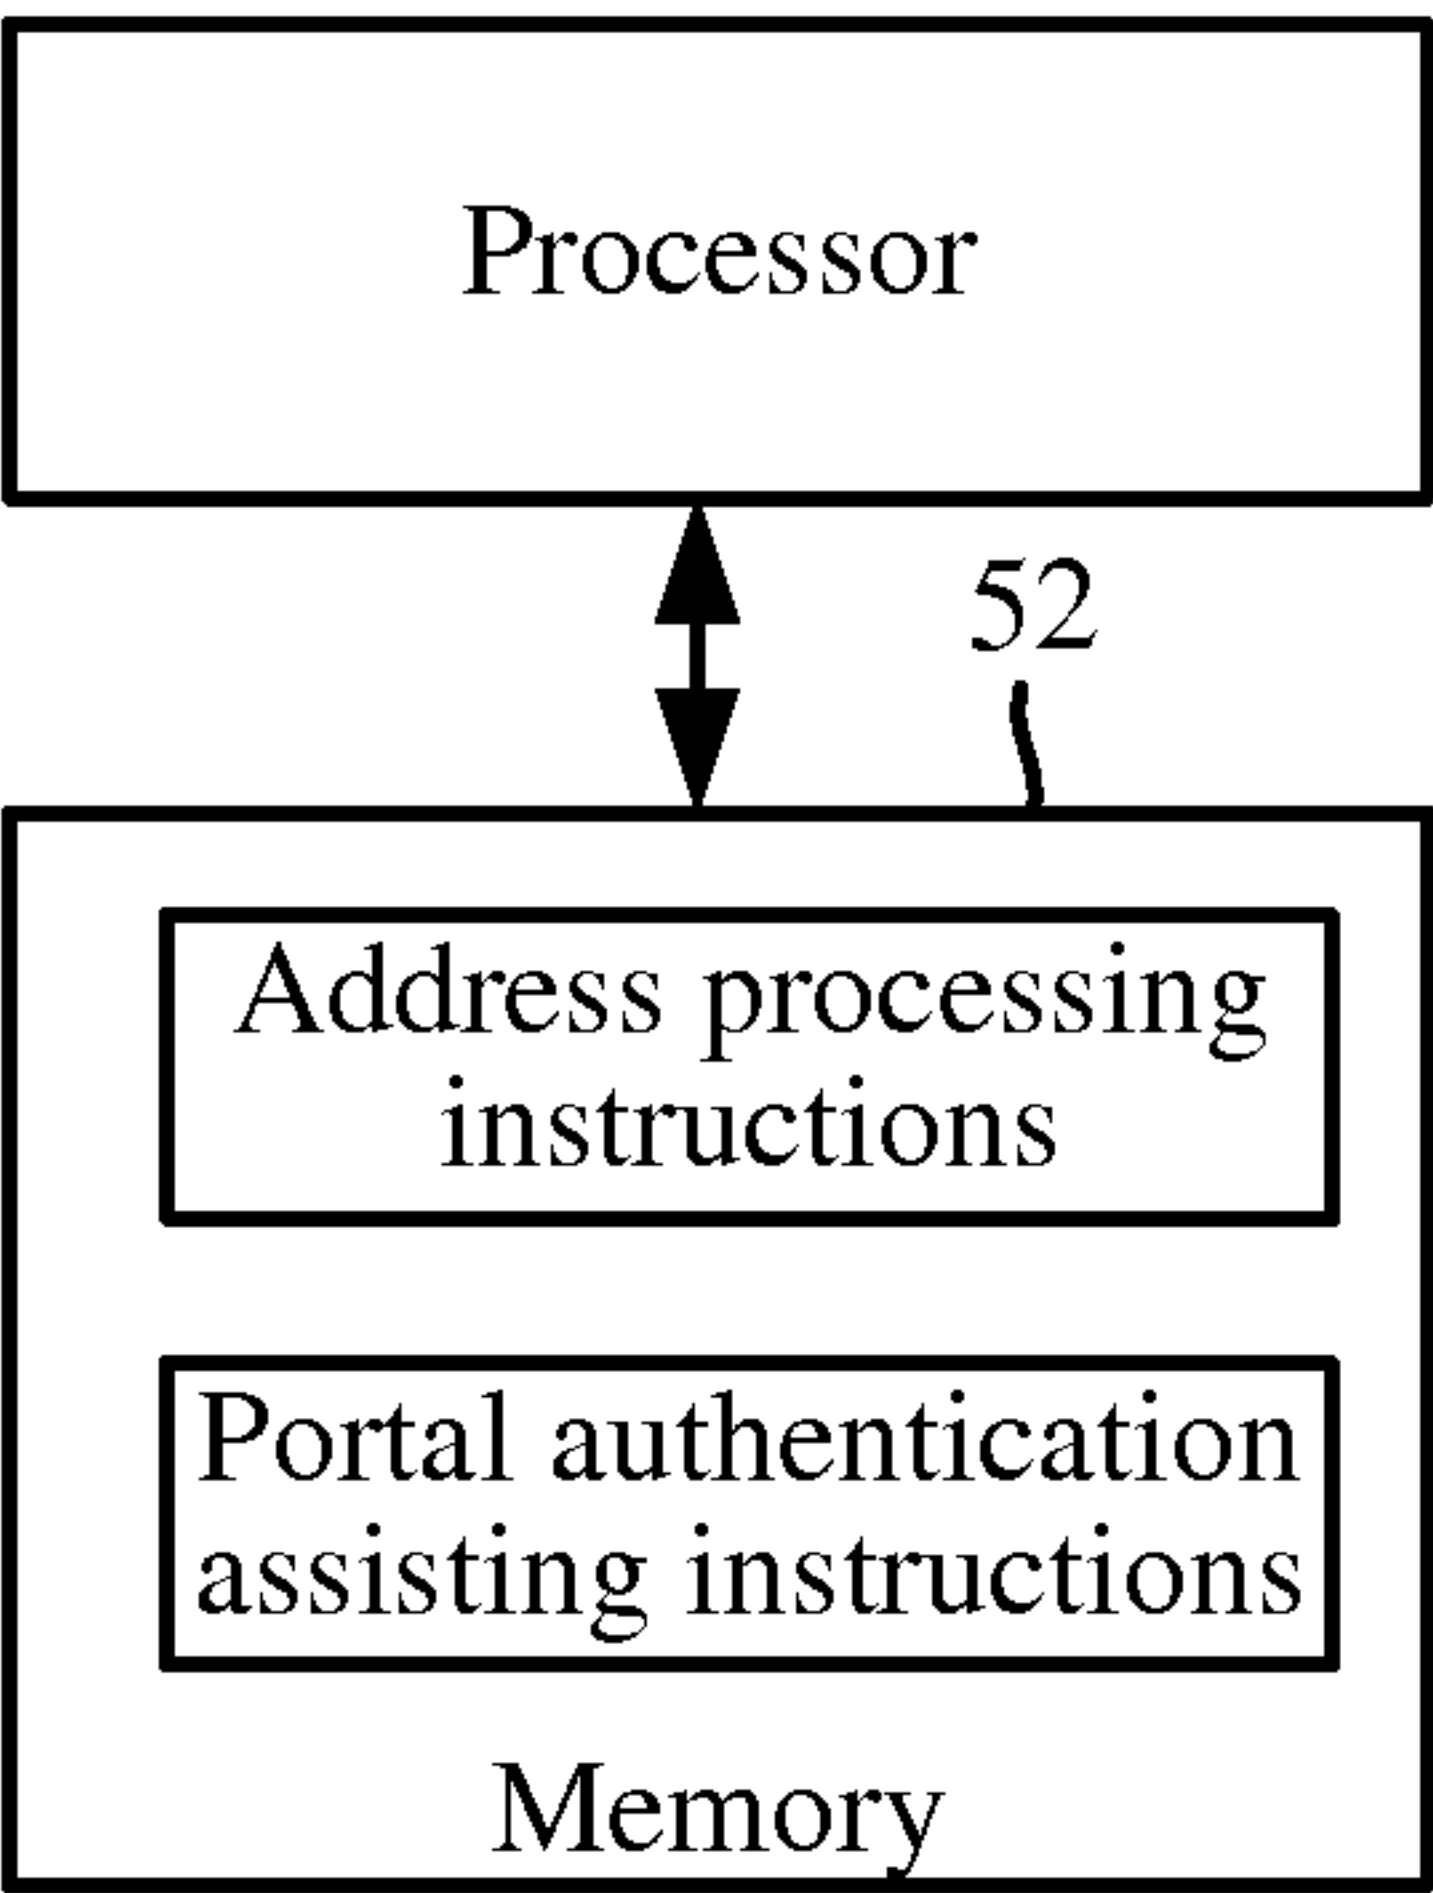 Processor
52
Address processing
instructions
Portal authentication
assisting instructions
Memory